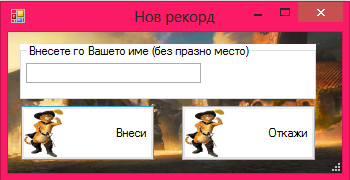 Нов рекорд
Внесете го Вашето име (без празно место)
Внеси
Откажи